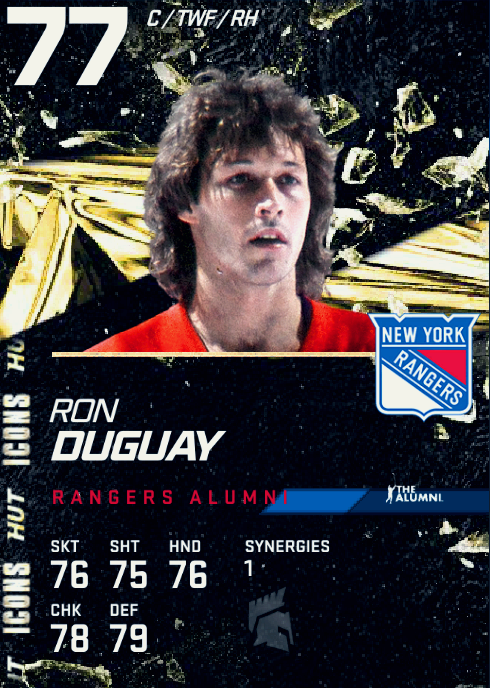 77
C / TWF / RH
NEW YORK
RANGERS
RON
DUGUAY
RANGERS ALUMNI
THE
ALUMNI.
SKT SHT HND SYNERGIES
76 75 76 1
CHK DEF
78 79
HUT
ICONS
HUT
ICONS